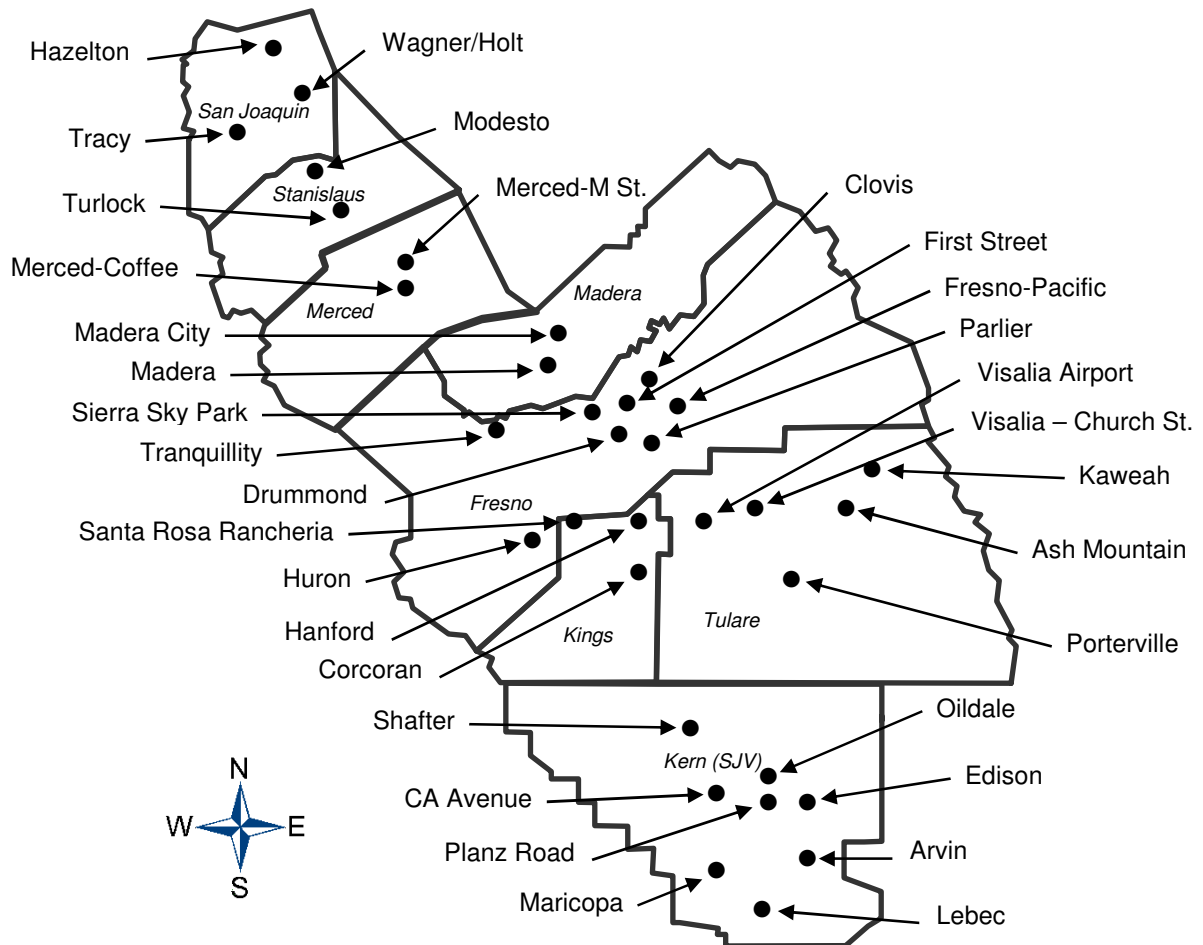 Hazelton
Wagner/Holt
San Joaquin
Tracy
Modesto
Stanislaus
Turlock
Merced-M St.
Clovis
First Street
Merced-Coffee
Merced
Madera
Fresno-Pacific
Madera City
Parlier
Madera
Visalia Airport
Sierra Sky Park
Visalia – Church St.
Tranquillity
Kaweah
Drummond
Fresno
Santa Rosa Rancheria
Ash Mountain
Huron
Hanford
Kings
Tulare
Porterville
Corcoran
Shafter
Oildale
Kern (SJV)
Edison
CA Avenue
N
W
E
S
Planz Road
Arvin
Maricopa
Lebec